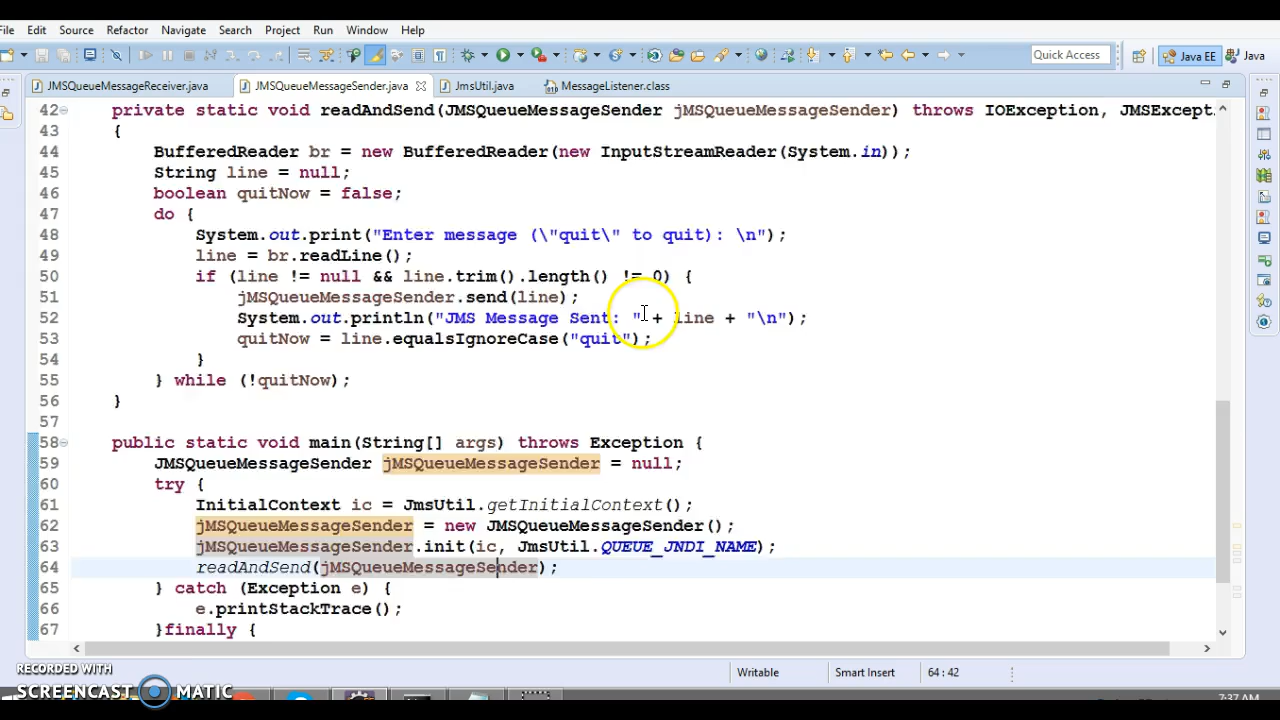 File Edit Source Refactor Navigate Search Project Run Window Help
Quick Access Java EE Java
JMSQueueMessageReceiver.java JMSQueueMessageSender.java JmsUtil.java MessageListener.class
42 private static void readAndSend(JMSQueueMessageSender jMSQueueMessageSender) throws IOException, JMSExcept
43 {
44 BufferedReader br = new BufferedReader(new InputStreamReader(System.in));
45 String line = null;
46 boolean quitNow = false;
47 do {
48 System.out.print("Enter message (\"quit\" to quit): \n");
49 line = br.readLine();
50 if (line != null && line.trim().length() != 0) {
51 jMSQueueMessageSender.send(line);
52 System.out.println("JMS Message Sent: " + line + "\n");
53 quitNow = line.equalsIgnoreCase("quit");
54 }
55 } while (!quitNow);
56 }
57
58 public static void main(String[] args) throws Exception {
59 JMSQueueMessageSender jMSQueueMessageSender = null;
60 try {
61 InitialContext ic = JmsUtil.getInitialContext();
62 jMSQueueMessageSender = new JMSQueueMessageSender();
63 jMSQueueMessageSender.init(ic, JmsUtil.QUEUE_JNDI_NAME);
64 readAndSend(jMSQueueMessageSender);
65 } catch (Exception e) {
66 e.printStackTrace();
67 }finally {
Writable Smart Insert 64 : 42
RECORDED WITH
SCREENCAST MATIC
7:37 AM